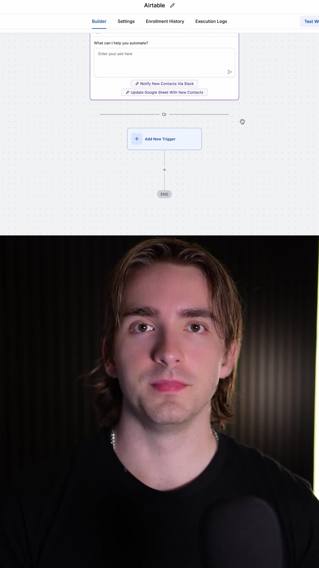 Airtable
Builder Settings Enrollment History Execution Logs Test W
What can I help you automate?
Enter your ask here
Notify New Contacts Via Slack
Update Google Sheet With New Contacts
Or
Add New Trigger
+
END